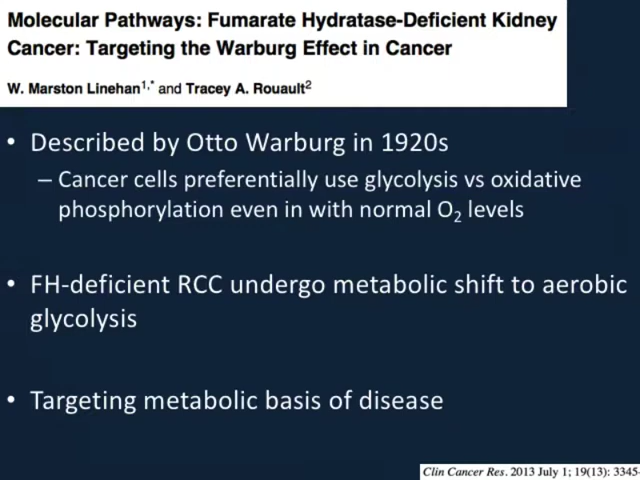 Molecular Pathways: Fumarate Hydratase-Deficient Kidney
Cancer: Targeting the Warburg Effect in Cancer
W. Marston Linehan1,* and Tracey A. Rouault2
• Described by Otto Warburg in 1920s
– Cancer cells preferentially use glycolysis vs oxidative
phosphorylation even in with normal O2 levels
• FH-deficient RCC undergo metabolic shift to aerobic
glycolysis
• Targeting metabolic basis of disease
Clin Cancer Res. 2013 July 1; 19(13): 3345-